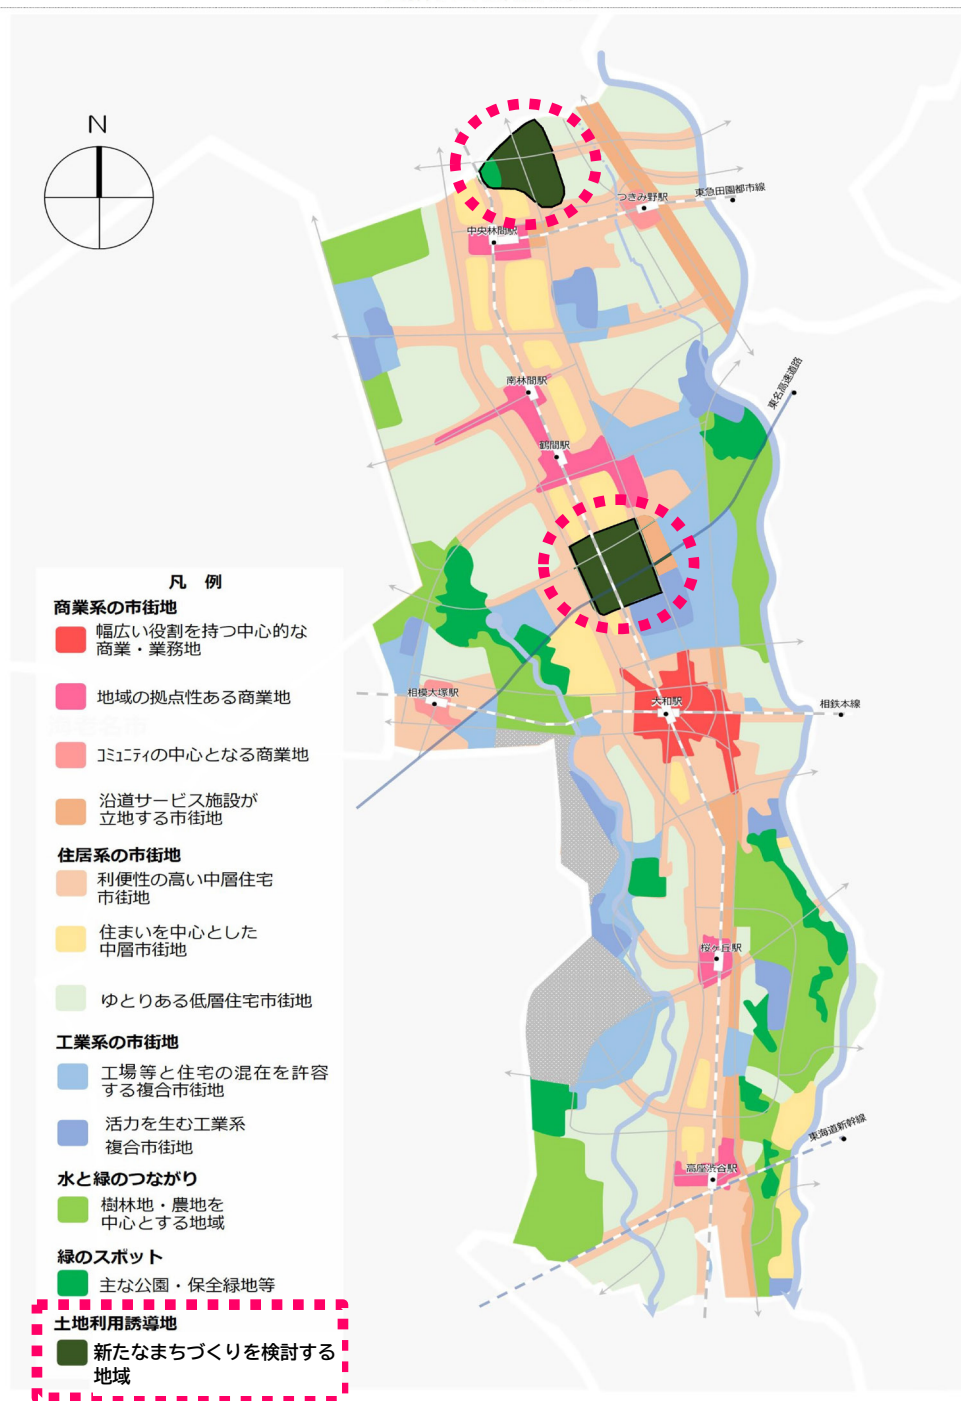 N
つきみ野駅
東急田園都市線
中央林間駅
東名高速道路
南林間駅
鶴間駅
相模大塚駅
大和駅
相鉄本線
桜ヶ丘駅
東海道新幹線
高座渋谷駅
凡 例
商業系の市街地
幅広い役割を持つ中心的な
商業・業務地
地域の拠点性ある商業地
コミュニティの中心となる商業地
沿道サービス施設が
立地する市街地
住居系の市街地
利便性の高い中層住宅
市街地
住まいを中心とした
中層市街地
ゆとりある低層住宅市街地
工業系の市街地
工場等と住宅の混在を許容
する複合市街地
活力を生む工業系
複合市街地
水と緑のつながり
樹林地・農地を
中心とする地域
緑のスポット
主な公園・保全緑地等
土地利用誘導地
新たなまちづくりを検討する
地域